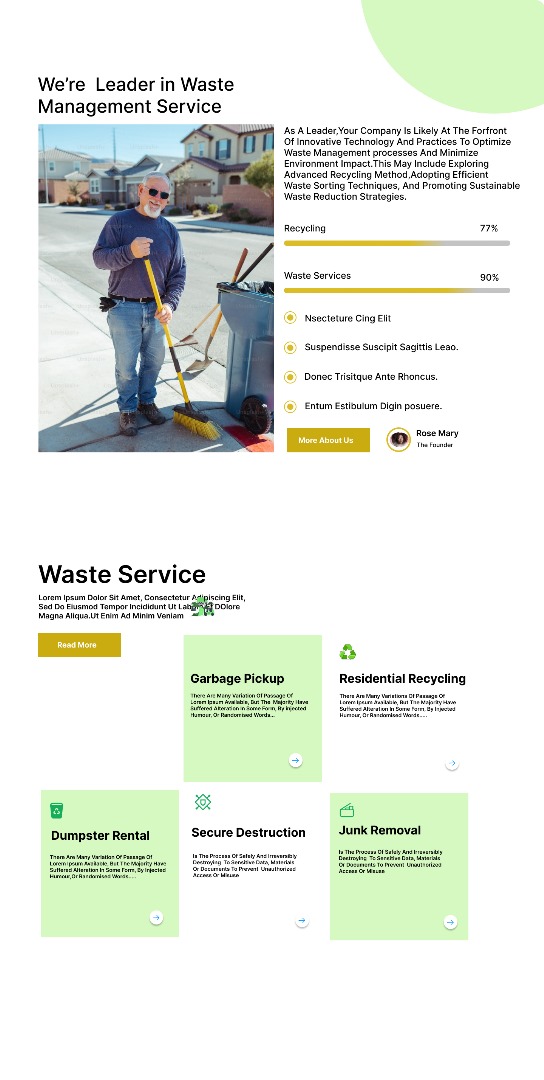 We're Leader in Waste
Management Service
As A Leader,Your Company Is Likely At The Forfront
Of Innovative Technology And Practices To Optimize
Waste Management processes And Minimize
Environment Impact.This May Include Exploring
Advanced Recycling Method,Adopting Efficient
Waste Sorting Techniques, And Promoting Sustainable
Waste Reduction Strategies.
Recycling 77%
Waste Services 90%
Nsecteture Cing Elit
Suspendisse Suscipit Sagittis Leao.
Donec Trisitque Ante Rhoncus.
Entum Estibulum Digin posuere.
More About Us
Rose Mary
The Founder
Waste Service
Lorem Ipsum Dolor Sit Amet, Consectetur Adipiscing Elit,
Sed Do Eiusmod Tempor Incididunt Ut
Magna Aliqua.Ut Enim Ad Minim Veniam
Read More
Garbage Pickup
There Are Many Variation Of Passage Of
Lorem Ipsum Available, But The Majority Have
Suffered Alteration In Some Form, By injected
Humour, Or Randomised Words...
Residential Recycling
There Are Many Variations Of Passage Of
Lorem Ipsum Available, But The Majority Have
Suffered Alteration In Some Form, By Injected
Humour, Or Randomised Words.....
Dumpster Rental
There Are Many Variation Of Passage Of
Lorem Ipsum Available, But The Majority Have
Suffered Alteration In Some Form, By Injected
Humour,Or Randomised Words.....
Secure Destruction
Is The Process Of Safely And Irreversibly
Destroying To Sensitive Data, Materials
Or Documents To Prevent Unauthorized
Access Or Misuse
Junk Removal
Is The Process Of Safely And Irreversibly
Destroying To Sensitive Data, Materials
Or Documents To Prevent Unauthorized
Access Or Misuse